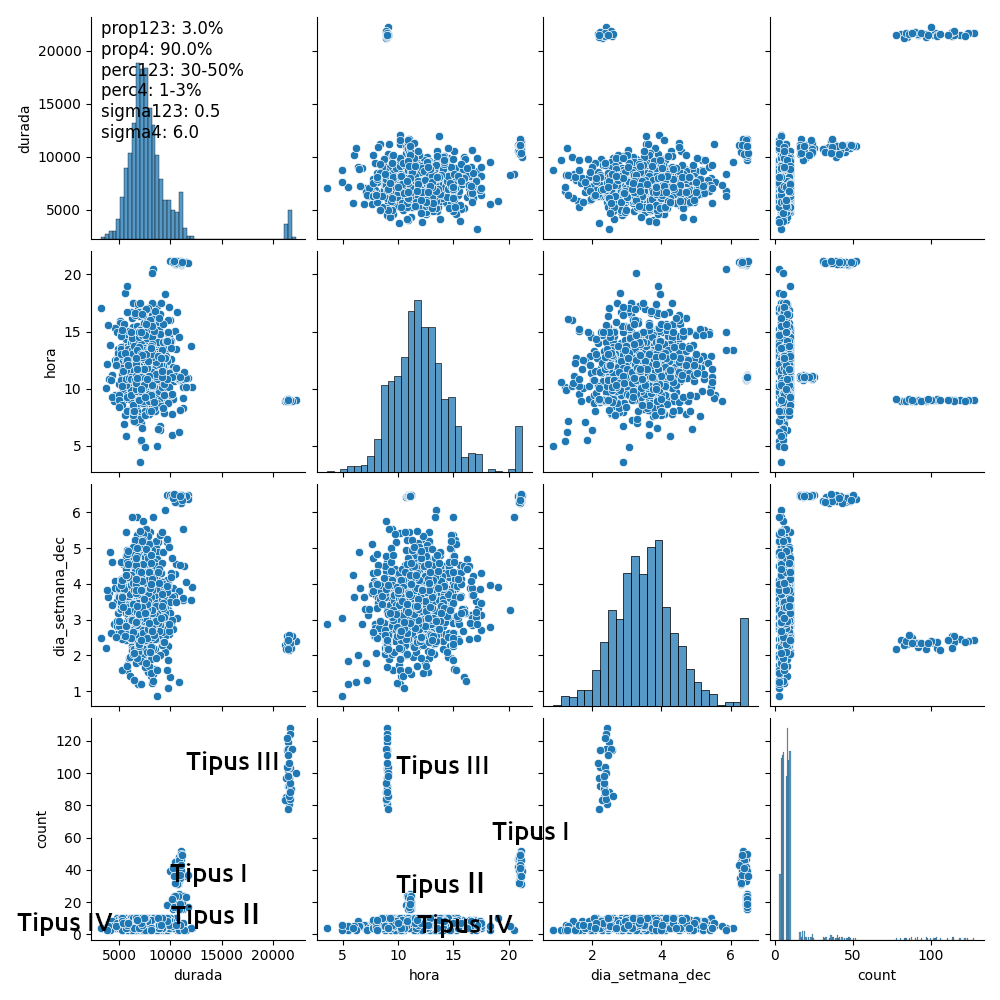 prop123: 3.0%
prop4: 90.0%
perc123: 30-50%
perc4: 1-3%
sigma123: 0.5
sigma4: 6.0
20000
15000
10000
5000
durada
20
15
10
5
hora
6
5
4
3
2
1
dia_setmana_dec
120
100
80
60
40
20
0
count
Tipus III
Tipus III
Tipus I
Tipus I
Tipus II
Tipus II
Tipus IV
Tipus IV
5000 10000 15000 20000
5 10 15 20
2 4 6
0 50 100
durada
hora
dia_setmana_dec
count